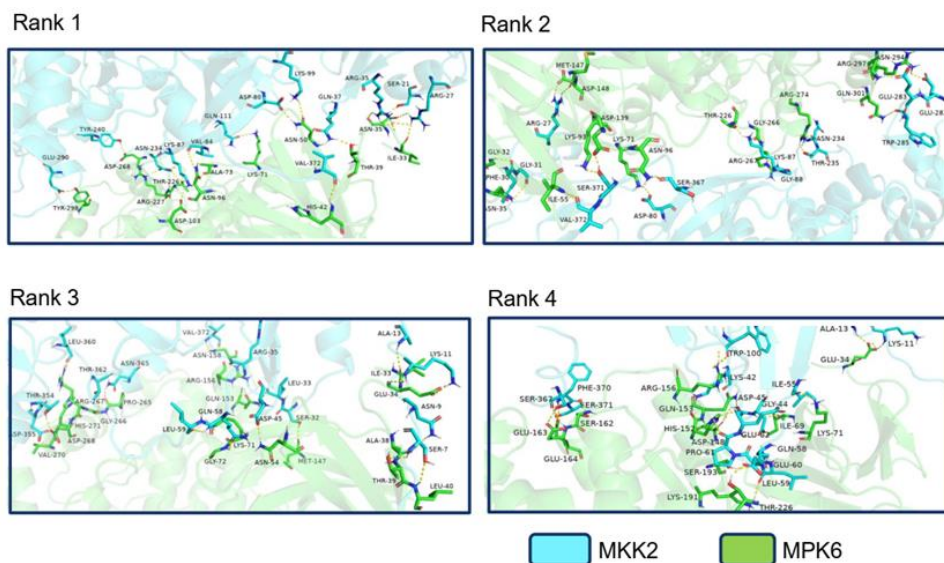 Rank 1
LYS-99
ARG-35
SER-21
ASP-80
GLN-37
ARG-27
GLN-111
TYR-240
ASN-35
ASN-50
ASN-234
LYS-87
VAL-84
ILE-33
GLU-290
ASP-268
VAL-372
ALA-73
THR-39
THR-226
LYS-71
TYR-298
ARG-227
ASN-96
ASP-103
HIS-42
Rank 2
MET-147
ASP-148
ARG-297
ASN-294
ARG-274
GLU-283
ARG-27
ASP-139
GLN-301
THR-226
GLY-266
LYS-93
LYS-71
ASN-234
GLY-32
ASN-96
TRP-285
GLY-31
ARG-267
LYS-87
THR-235
PHE-30
SER-371
SER-367
GLY-88
ASN-35
ILE-55
VAL-372
ASP-80
Rank 3
VAL-372
ALA-13
LEU-360
ASN-158
ARG-35
LYS-11
THR-362
ASN-365
ARG-156
ILE-33
LEU-33
THR-354
ARG-267
PRO-265
GLN-153
GLU-34
GLN-58
ASP-45
SER-32
ASN-9
GLY-266
HIS-271
LEU-59
ASP-268
LYS-71
ALA-38
SER-7
VAL-270
GLY-72
ASN-54
MET-147
THR-39
LEU-40
Rank 4
ALA-13
TRP-100
LYS-11
GLU-34
PHE-370
LYS-42
ARG-156
ILE-55
SER-367
ASP-45
SER-371
GLY-44
GLN-153
ILE-69
SER-162
HIS-152
LYS-71
GLU-163
ASP-148
GLN-58
GLU-164
PRO-61
GLU-60
SER-193
LEU-59
LYS-191
THR-226
MKK2
MPK6